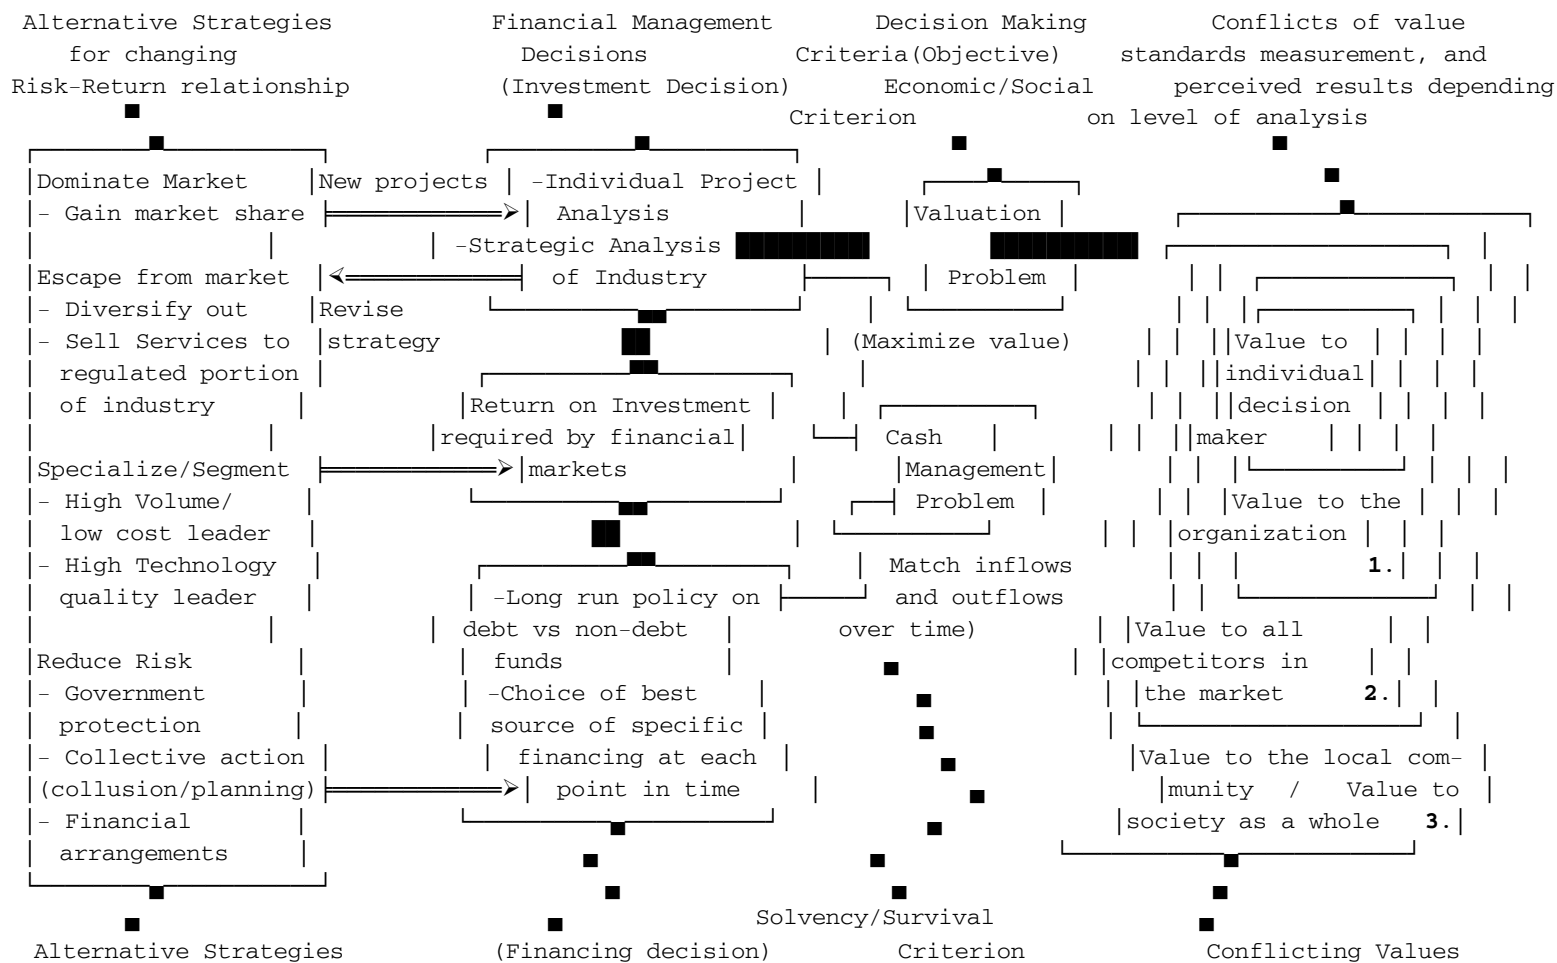 Alternative Strategies
for changing
Risk-Return relationship
Dominate Market
- Gain market share
Escape from market
- Diversify out
- Sell Services to
regulated portion
of industry
Specialize/Segment
- High Volume/
low cost leader
- High Technology
quality leader
Reduce Risk
- Government
protection
- Collective action
(collusion/planning)
- Financial
arrangements
Alternative Strategies
New projects
Revise
strategy
Financial Management
Decisions
(Investment Decision)
-Individual Project
Analysis
-Strategic Analysis
of Industry
Return on Investment
required by financial
markets
-Long run policy on
debt vs non-debt
funds
-Choice of best
source of specific
financing at each
point in time
(Financing decision)
Decision Making
Criteria(Objective)
Economic/Social
Criterion
Valuation
Problem
(Maximize value)
Cash
Management
Problem
Match inflows
and outflows
over time)
Solvency/Survival
Criterion
Conflicts of value
standards measurement, and
perceived results depending
on level of analysis
Value to
individual
decision
maker
Value to the
organization
1.
Value to all
competitors in
the market 2.
Value to the local com-
munity / Value to
society as a whole 3.
Conflicting Values